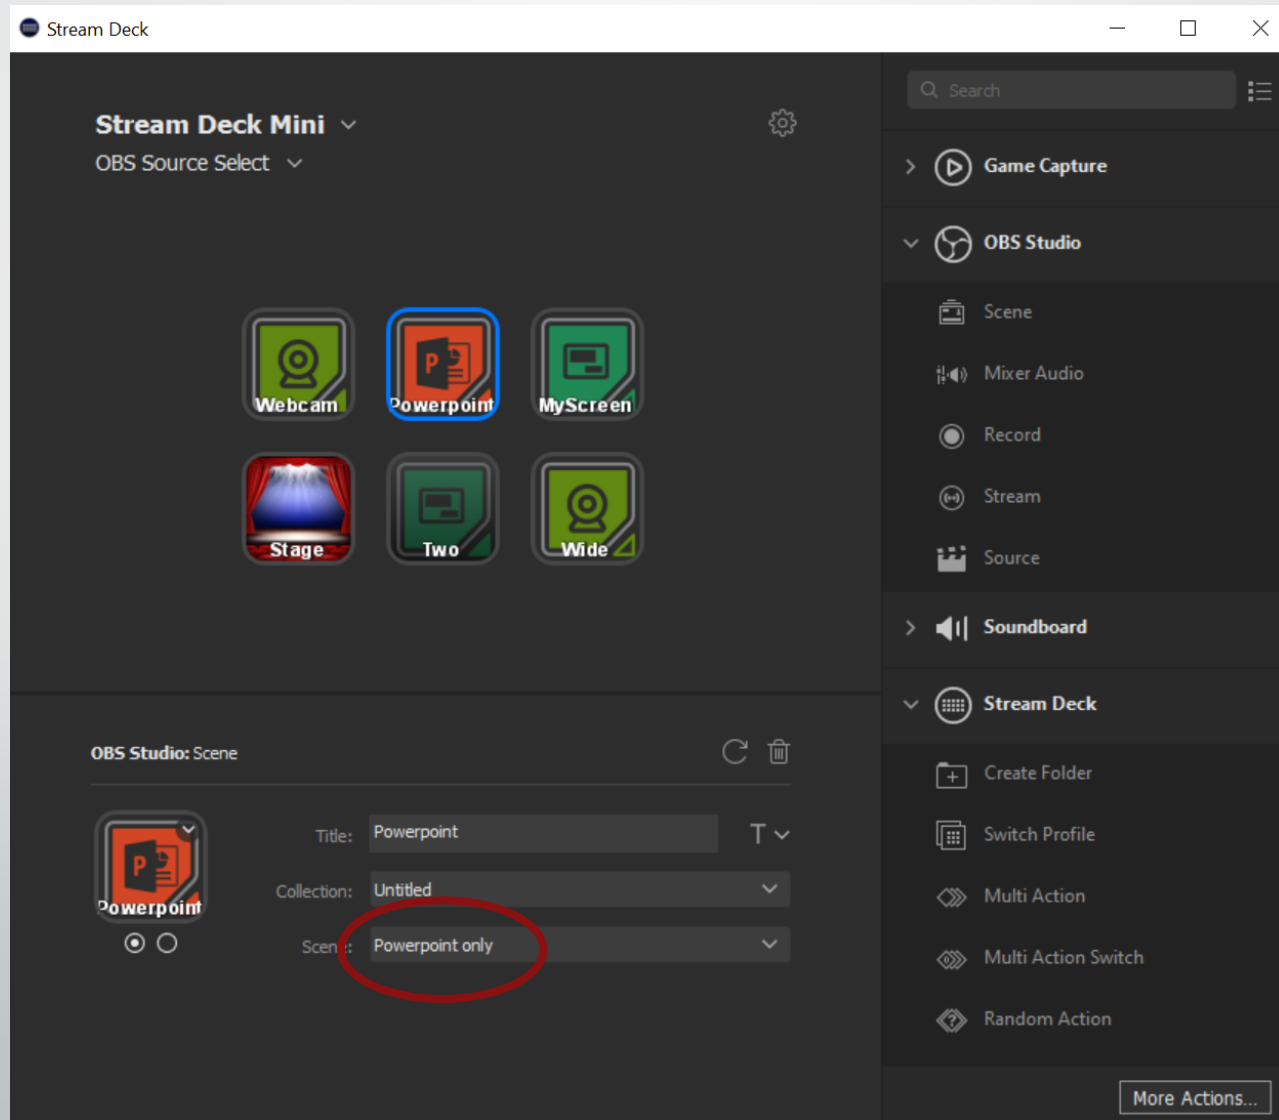 Stream Deck
Stream Deck Mini
OBS Source Select
Webcam
Powerpoint
MyScreen
Stage
Two
Wide
OBS Studio: Scene
Powerpoint
Title: Powerpoint
T
Collection: Untitled
Scene: Powerpoint only
Search
Game Capture
OBS Studio
Scene
Mixer Audio
Record
Stream
Source
Soundboard
Stream Deck
Create Folder
Switch Profile
Multi Action
Multi Action Switch
Random Action
More Actions...